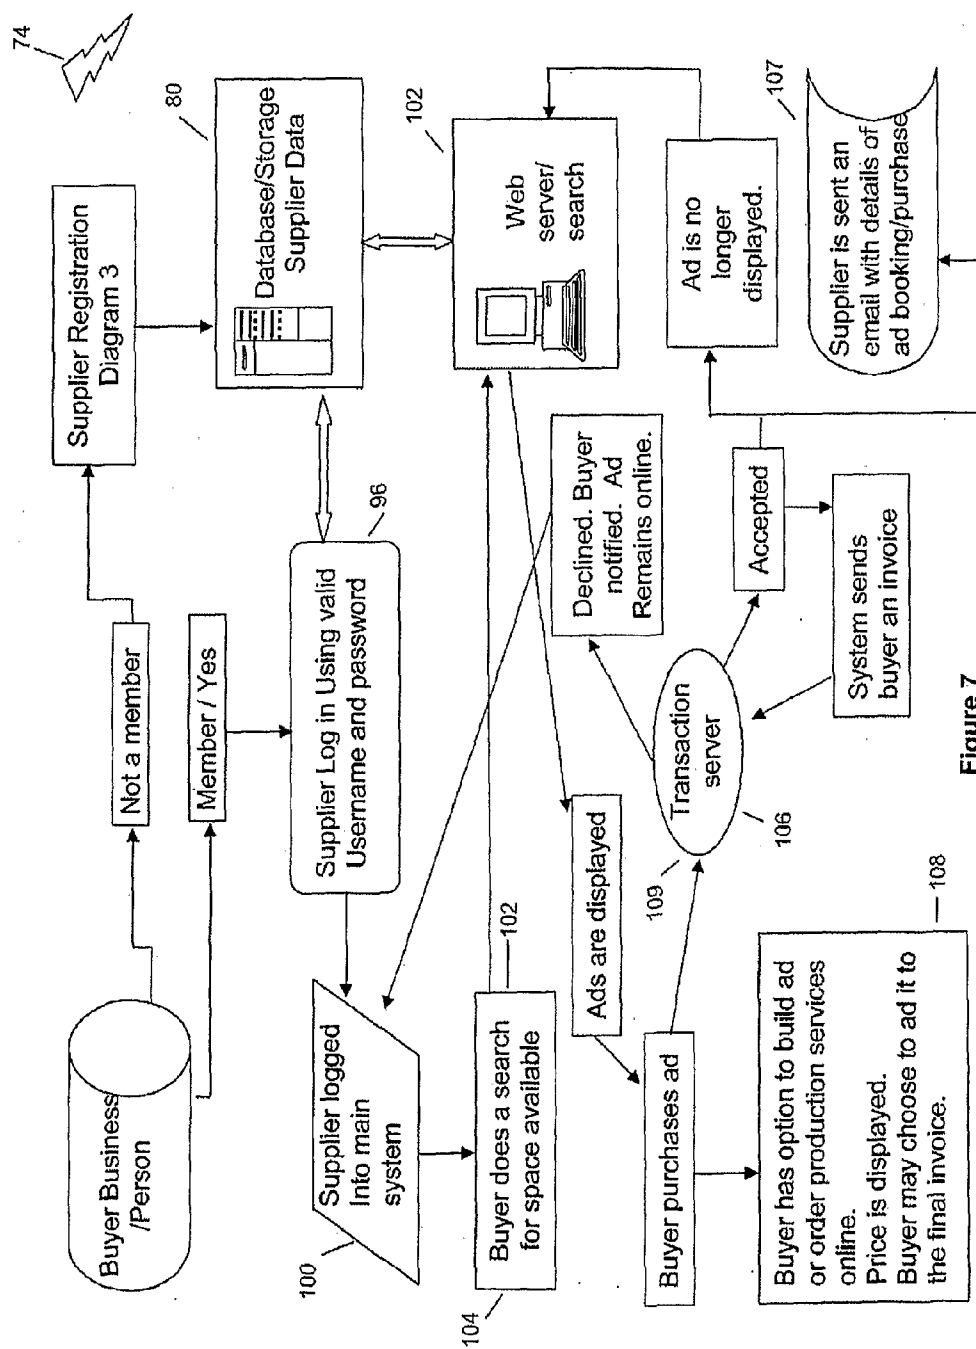 74
Buyer Business
/Person
Not a member
Member / Yes
Supplier Registration
Diagram 3
80
Database/Storage
Supplier Data
Supplier Log in Using valid
Username and password
96
Supplier logged
Into main
system
100
Buyer does a search
for space available
102
104
Web
server/
search
102
Ads are displayed
Declined. Buyer
notified. Ad
Remains online.
Ad is no
longer
displayed.
Buyer purchases ad
109
Transaction
server
106
Accepted
107
Supplier is sent an
email with details of
ad booking/purchase
System sends
buyer an invoice
Buyer has option to build ad
or order production services
online.
Price is displayed.
Buyer may choose to ad it to
the final invoice.
108
Figure 7